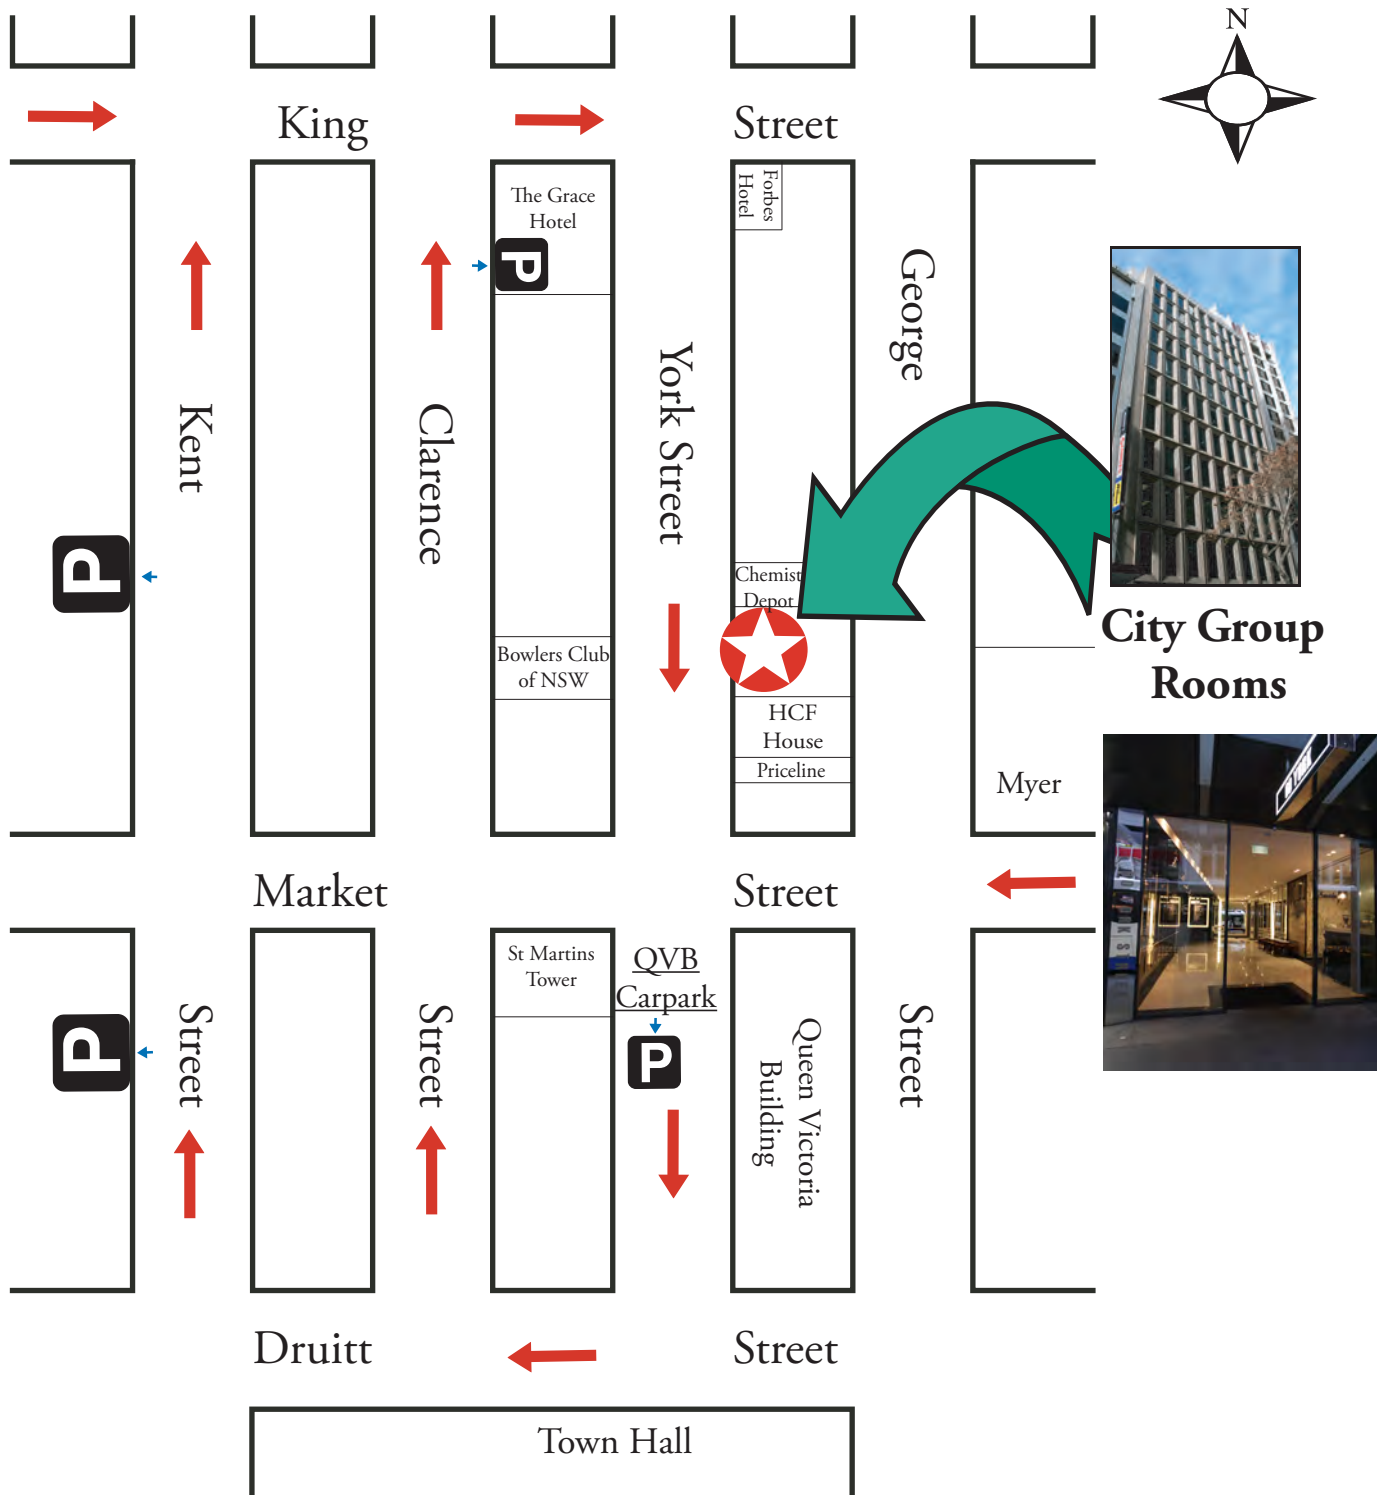 N
King Street
The Grace
Hotel
P
Forbes
Hotel
George
York Street
Kent
Clarence
P
Chemist
Depot
Bowlers Club
of NSW
HCF
House
Priceline
City Group
Rooms
Myer
Market Street
St Martins
Tower
QVB
Carpark
P
P
Street
Street
Queen Victoria
Building
Street
Druitt Street
Town Hall